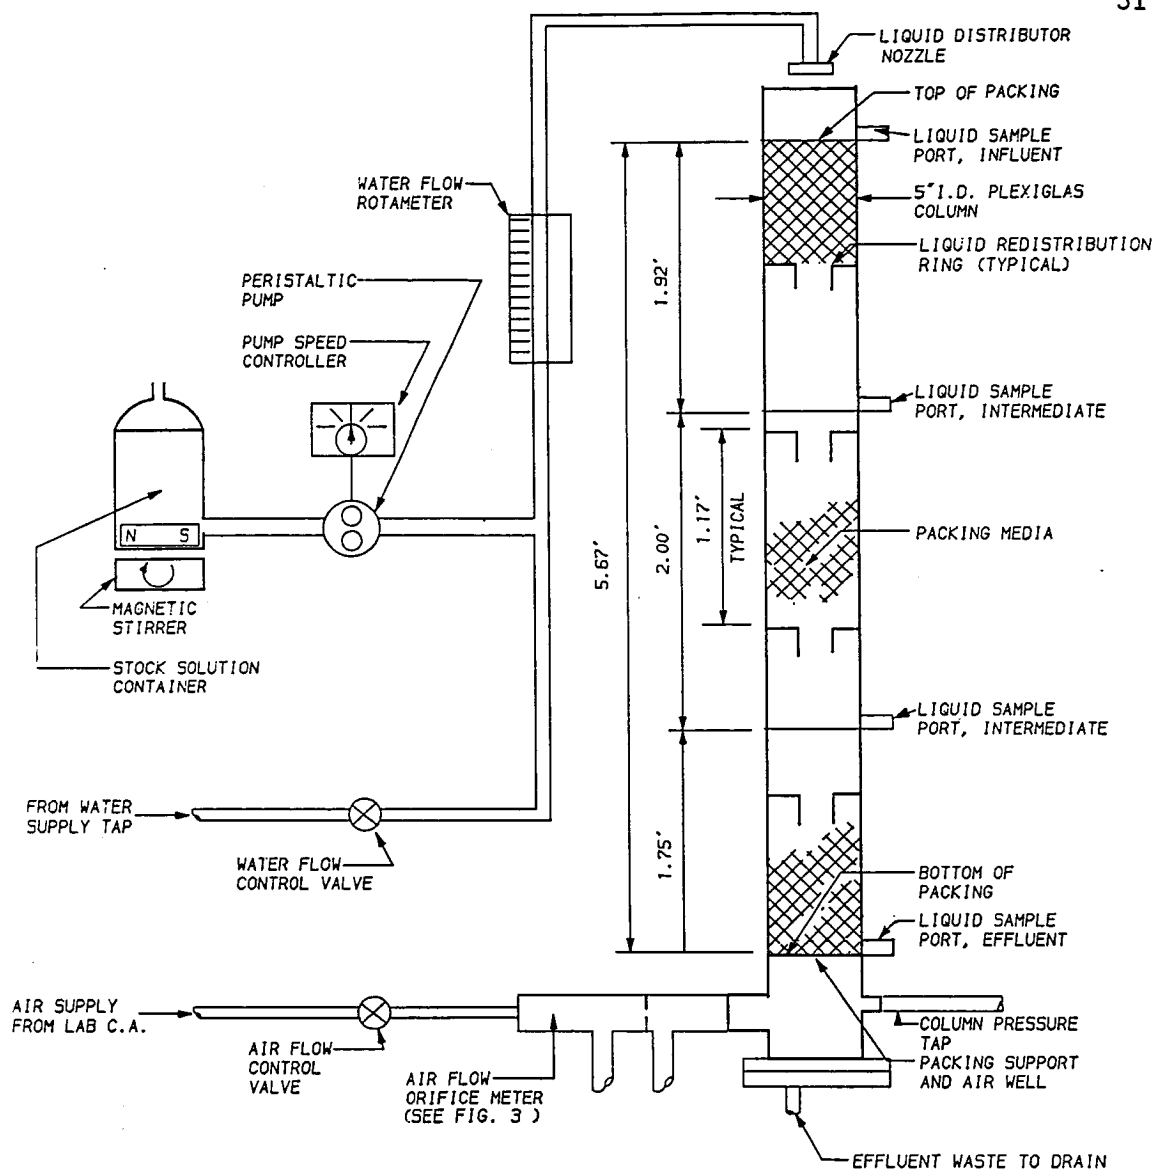 LIQUID DISTRIBUTOR
NOZZLE
TOP OF PACKING
LIQUID SAMPLE
PORT, INFLUENT
5" I.D. PLEXIGLAS
COLUMN
LIQUID REDISTRIBUTION
RING (TYPICAL)
WATER FLOW
ROTAMETER
PERISTALTIC
PUMP
PUMP SPEED
CONTROLLER
1.92'
LIQUID SAMPLE
PORT, INTERMEDIATE
N S
1.17'
TYPICAL
2.00'
5.67'
PACKING MEDIA
MAGNETIC
STIRRER
STOCK SOLUTION
CONTAINER
LIQUID SAMPLE
PORT, INTERMEDIATE
FROM WATER
SUPPLY TAP
WATER FLOW
CONTROL VALVE
1.75'
BOTTOM OF
PACKING
LIQUID SAMPLE
PORT, EFFLUENT
AIR SUPPLY
FROM LAB C.A.
AIR FLOW
CONTROL
VALVE
AIR FLOW
ORIFICE METER
(SEE FIG. 3 )
COLUMN PRESSURE
TAP
PACKING SUPPORT
AND AIR WELL
EFFLUENT WASTE TO DRAIN